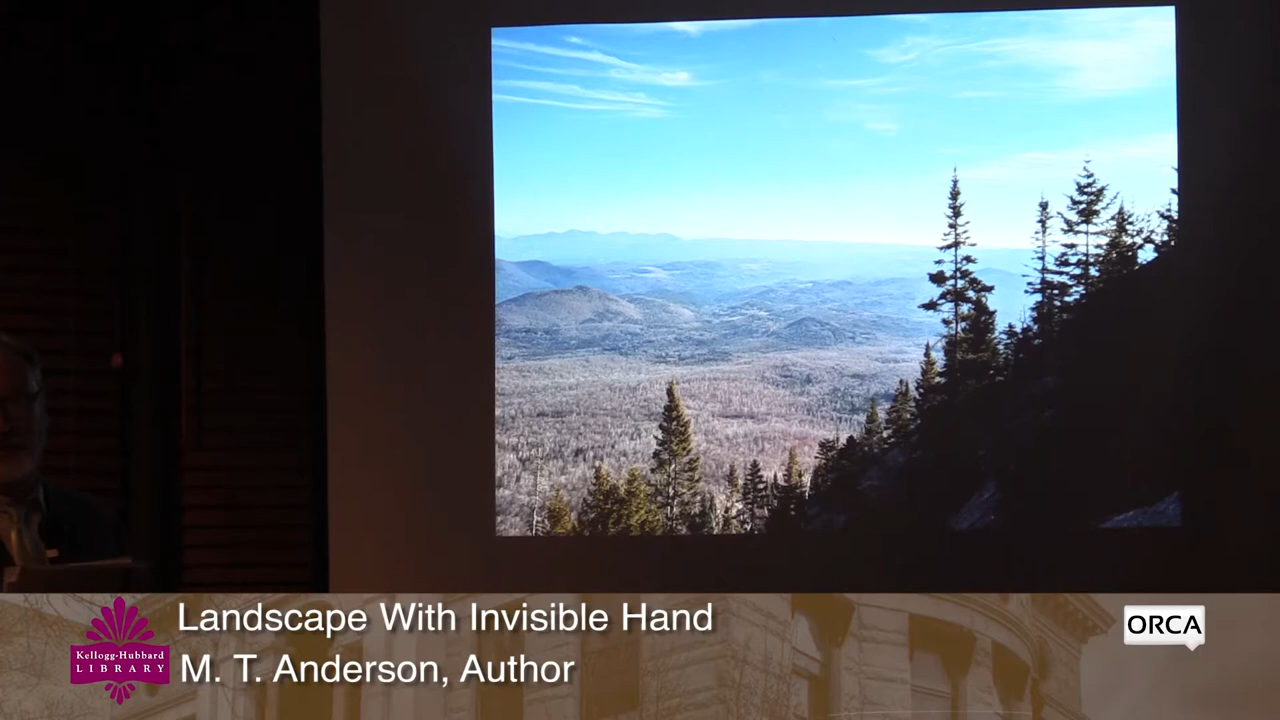 Landscape With Invisible Hand
M. T. Anderson, Author
Kellogg-Hubbard
LIBRARY
ORCA